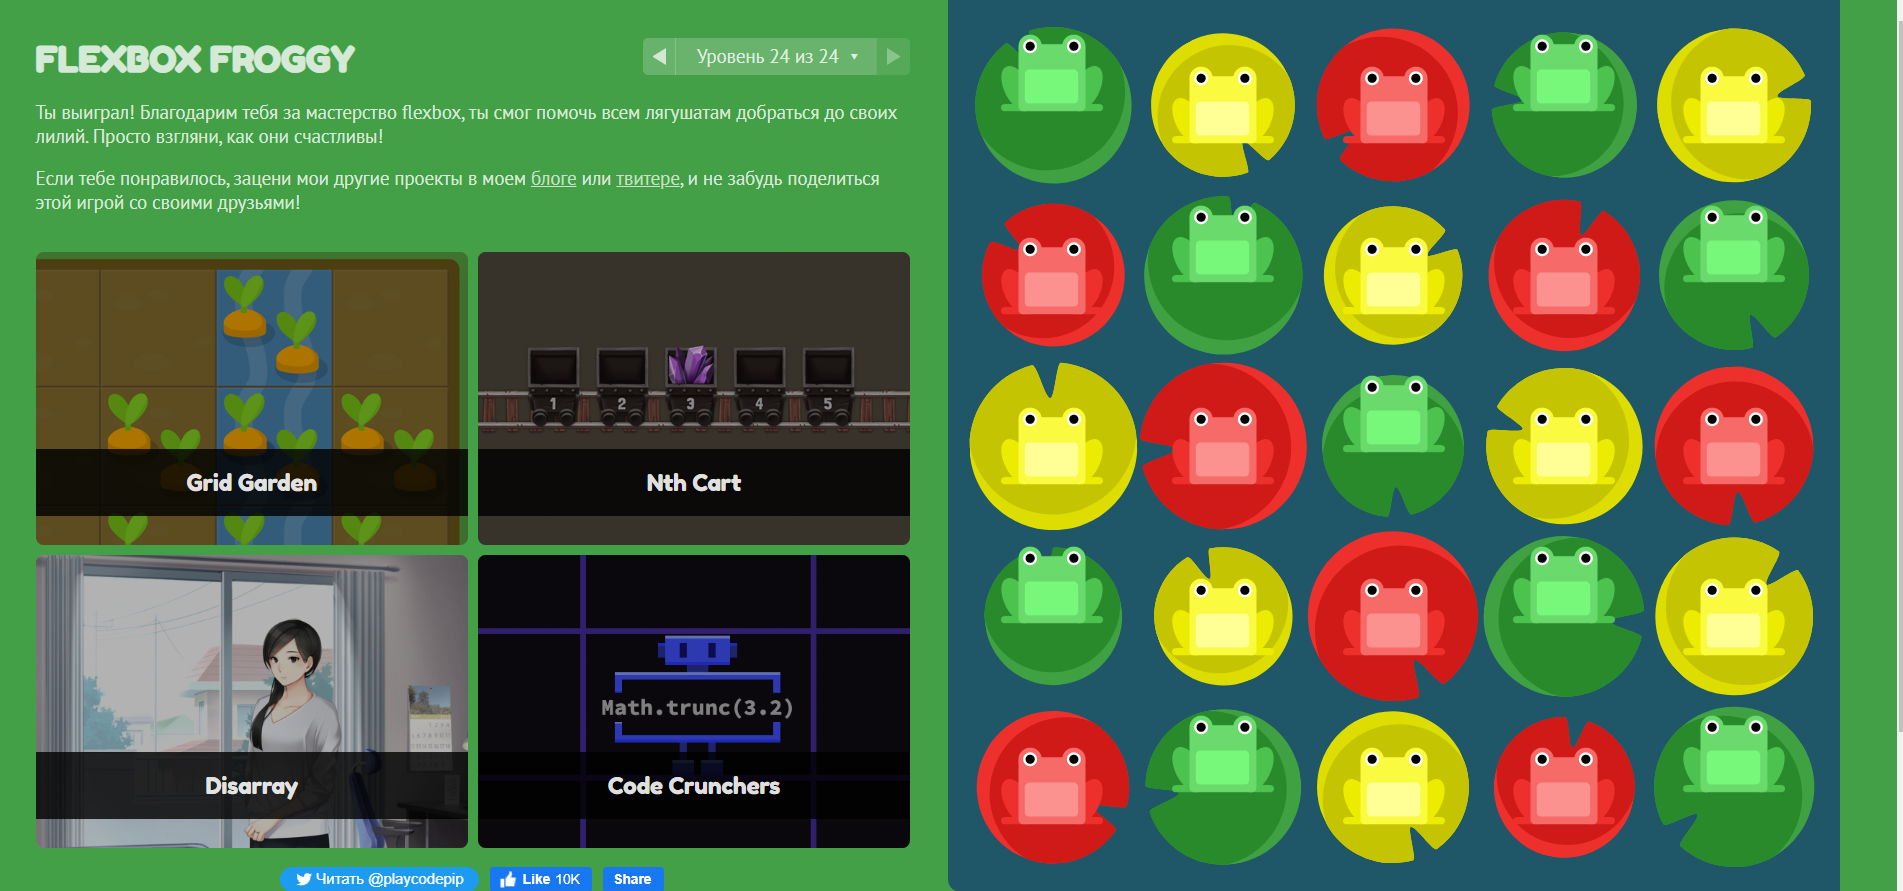 FLEXBOX FROGGY
Уровень 24 из 24
Ты выиграл! Благодарим тебя за мастерство flexbox, ты смог помочь всем лягушатам добраться до своих
лилий. Просто взгляни, как они счастливы!
Если тебе понравилось, зацени мои другие проекты в моем блоге или твитере, и не забудь поделиться
этой игрой со своими друзьями!
1 2 3 4 5
Grid Garden
Nth Cart
Math.trunc(3.2)
Disarray
Code Crunchers
Читать @playcodepip
Like 10K
Share